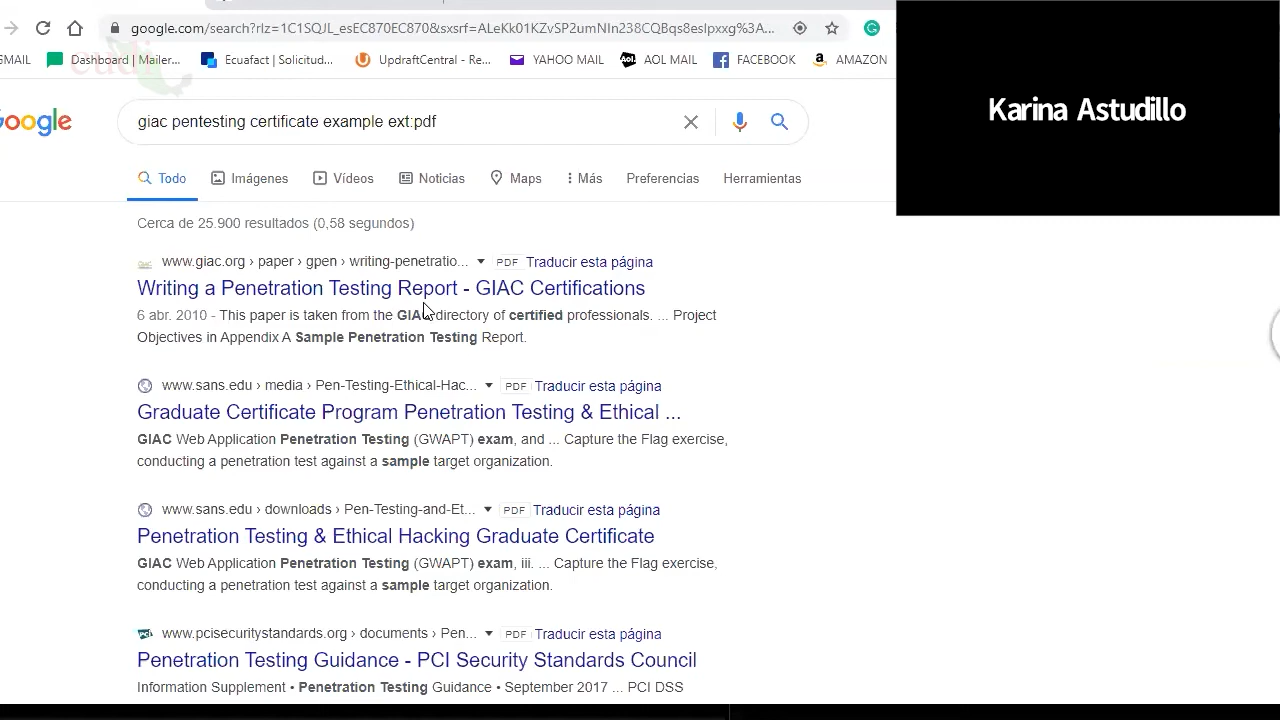 google.com/search?rlz=1C1SQJL_esEC870EC870&sxsrf=ALeKk01KZvSP2umNIn238CQBqs8esIpxxg%3A...
GMAIL Dashboard | Mailer... Ecuafact | Solicitud... UpdraftCentral - Re... YAHOO MAIL Aol. AOL MAIL FACEBOOK AMAZON
Karina Astudillo
Google giac pentesting certificate example ext:pdf
Todo Imágenes Vídeos Noticias Maps Más Preferencias Herramientas
Cerca de 25.900 resultados (0,58 segundos)
www.giac.org › paper › gpen › writing-penetratio... PDF Traducir esta página
Writing a Penetration Testing Report - GIAC Certifications
6 abr. 2010 - This paper is taken from the GIAC directory of certified professionals. ... Project
Objectives in Appendix A Sample Penetration Testing Report.
www.sans.edu › media › Pen-Testing-Ethical-Hac... PDF Traducir esta página
Graduate Certificate Program Penetration Testing & Ethical ...
GIAC Web Application Penetration Testing (GWAPT) exam, and ... Capture the Flag exercise,
conducting a penetration test against a sample target organization.
www.sans.edu › downloads › Pen-Testing-and-Et... PDF Traducir esta página
Penetration Testing & Ethical Hacking Graduate Certificate
GIAC Web Application Penetration Testing (GWAPT) exam, iii. ... Capture the Flag exercise,
conducting a penetration test against a sample target organization.
www.pcisecuritystandards.org › documents › Pen... PDF Traducir esta página
Penetration Testing Guidance - PCI Security Standards Council
Information Supplement • Penetration Testing Guidance • September 2017 ... PCI DSS